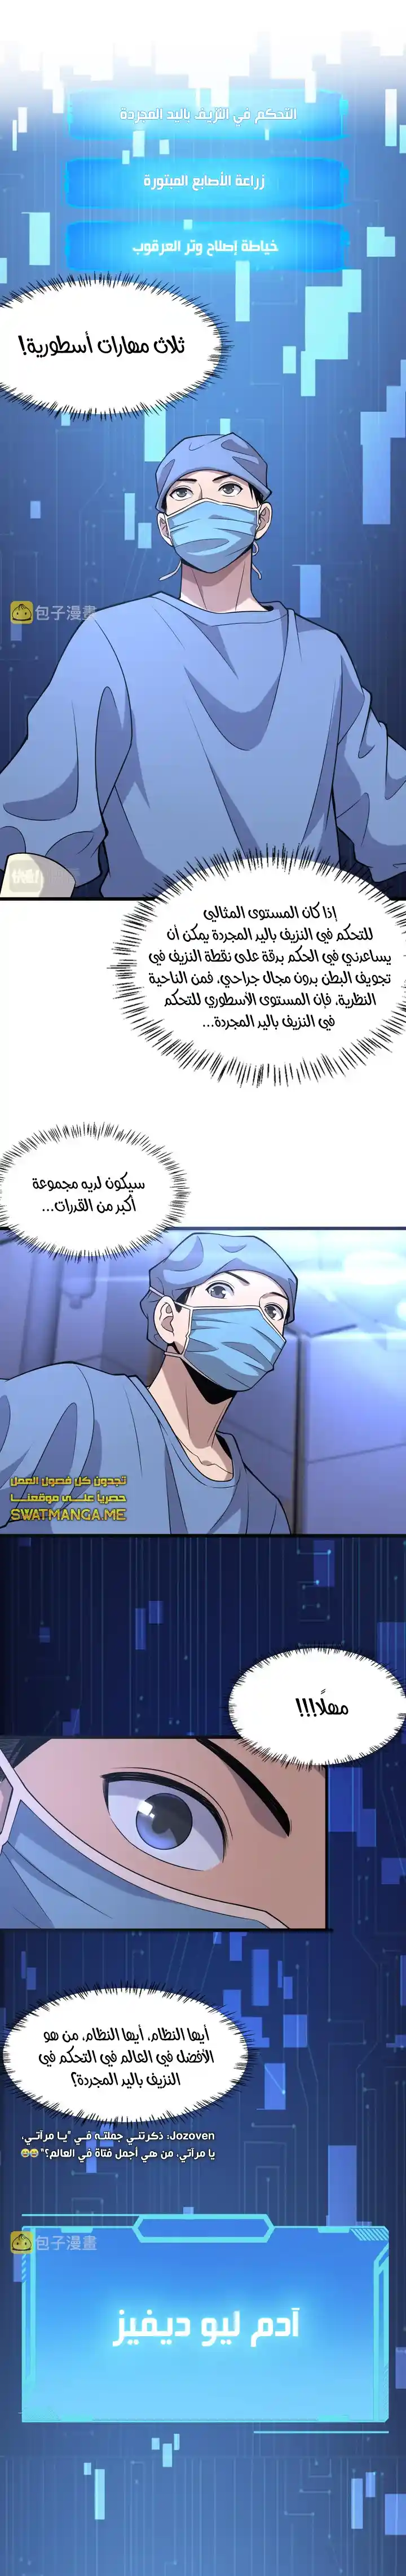 التحكم في النزيف باليد المجردة
زراعة الأصابع المبتورة
خياطة إصلاح وتر العرقوب
ثلاث مهارات أسطورية!
包子漫畫
إذا كان المستوى المثالي
للتحكم في النزيف باليد المجردة يمكن أن
يساعدني في الحكم بدقة على نقطة النزيف في
تجويف البطن بدون مجال جراحي، فمن الناحية
النظرية، فإن المستوى الأسطوري للتحكم
في النزيف باليد المجردة...
سيكون لديه مجموعة
أكبر من القدرات...
تجدون كل فصول العمل
حصرياً على موقعنا
SWATMANGA.ME
مهلًا!!!
أيها النظام، أيها النظام، من هو
الأفضل في العالم في التحكم في
النزيف باليد المجردة؟
Jozoven: ذكرتني جملته في "يا مرآتي،
يا مرآتي، من هي أجمل فتاة في العالم؟" 😂😂
包子漫畫
آدم ليو ديفيز